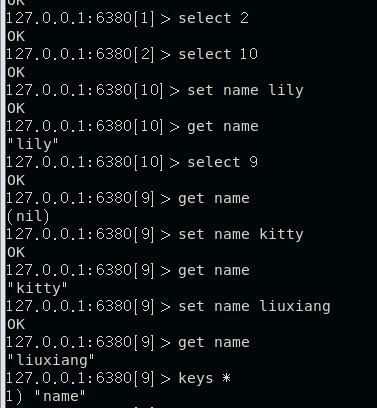 OK
127.0.0.1:6380[1]> select 2
OK
127.0.0.1:6380[2]> select 10
OK
127.0.0.1:6380[10]> set name lily
OK
127.0.0.1:6380[10]> get name
"lily"
127.0.0.1:6380[10]> select 9
OK
127.0.0.1:6380[9]> get name
(nil)
127.0.0.1:6380[9]> set name kitty
OK
127.0.0.1:6380[9]> get name
"kitty"
127.0.0.1:6380[9]> set name liuxiang
OK
127.0.0.1:6380[9]> get name
"liuxiang"
127.0.0.1:6380[9]> keys *
1) "name"